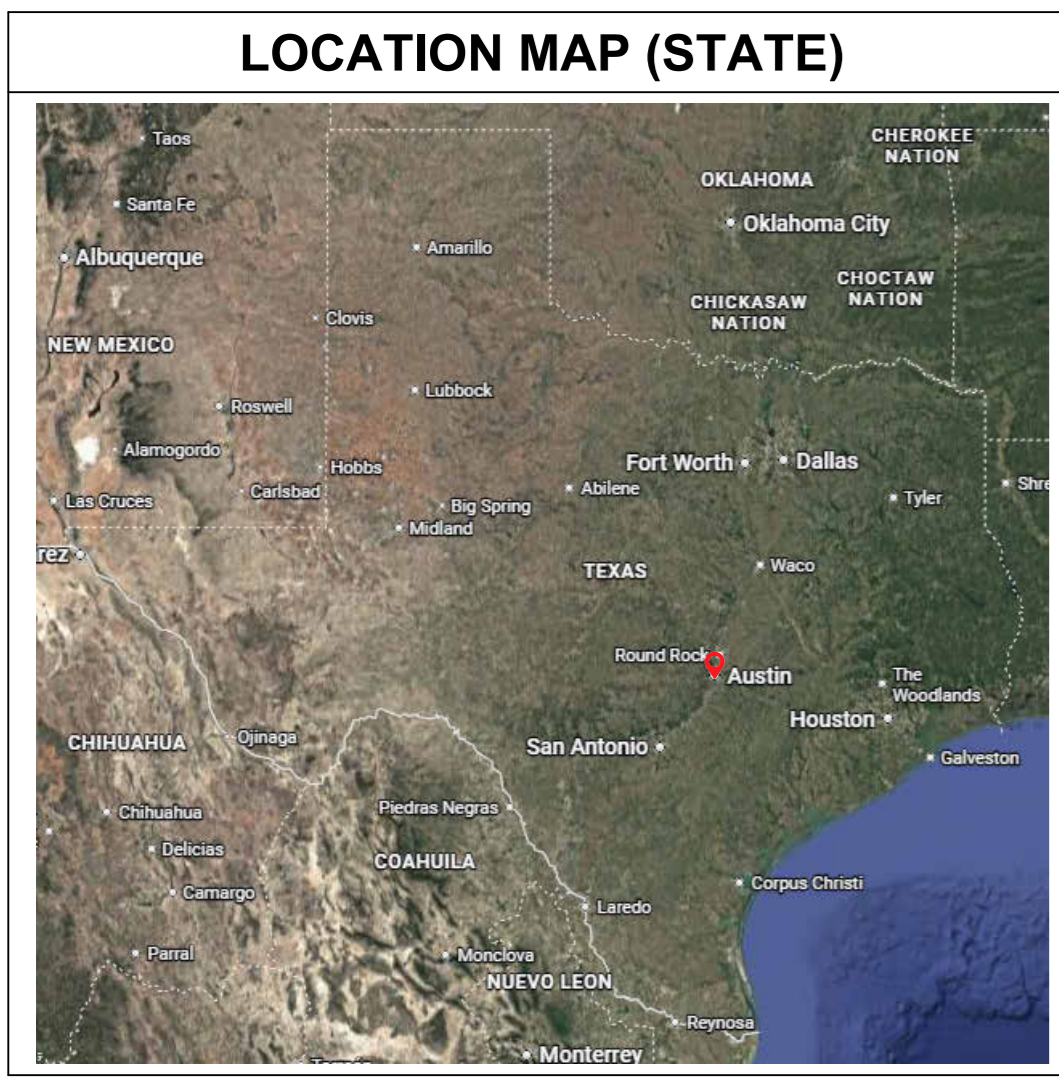 LOCATION MAP (STATE)
Taos
CHEROKEE
NATION
OKLAHOMA
Santa Fe
Oklahoma City
Albuquerque
Amarillo
CHOCTAW
NATION
CHICKASAW
NATION
Clovis
NEW MEXICO
Lubbock
Roswell
Alamogordo
Hobbs
Fort Worth
Dallas
Carlsbad
Abilene
Las Cruces
Big Spring
Tyler
Shre
Midland
rez
TEXAS
Waco
Round Rock
Austin
The
Woodlands
Houston
CHIHUAHUA
Ojinaga
San Antonio
Galveston
Piedras Negras
Chihuahua
Delicias
COAHUILA
Camargo
Corpus Christi
Laredo
Parral
Monclova
NUEVO LEON
Reynosa
Monterrey